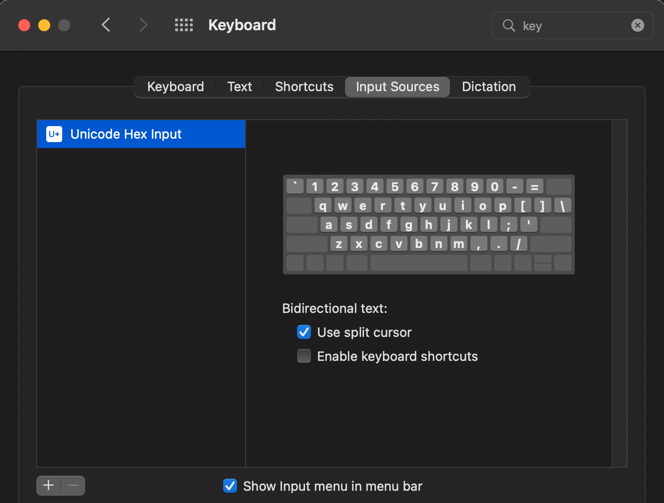 Keyboard
key
Keyboard Text Shortcuts Input Sources Dictation
U+ Unicode Hex Input
` 1 2 3 4 5 6 7 8 9 0 - =
q w e r t y u i o p [ ] \
a s d f g h j k l ; '
z x c v b n m , . /
Bidirectional text:
Use split cursor
Enable keyboard shortcuts
Show Input menu in menu bar